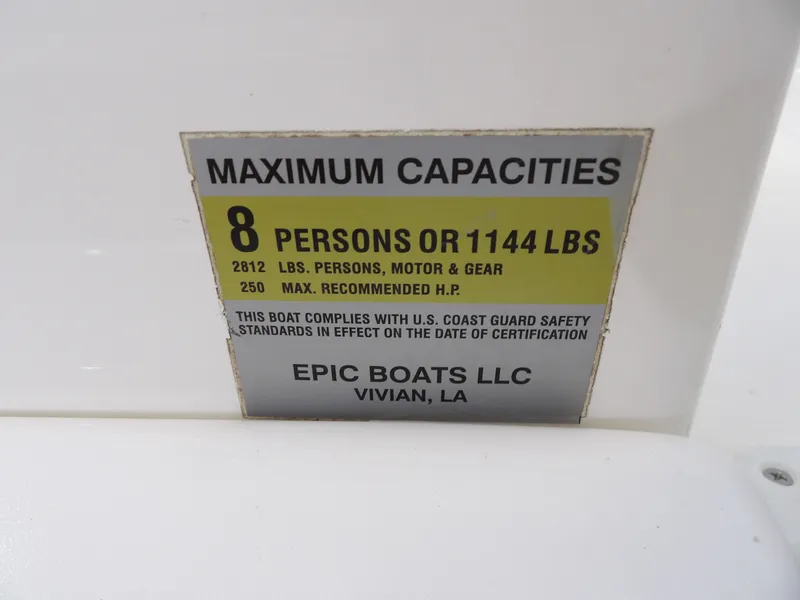 MAXIMUM CAPACITIES
8 PERSONS OR 1144 LBS
2812 LBS. PERSONS, MOTOR & GEAR
250 MAX. RECOMMENDED H.P.
THIS BOAT COMPLIES WITH U.S. COAST GUARD SAFETY
STANDARDS IN EFFECT ON THE DATE OF CERTIFICATION
EPIC BOATS LLC
VIVIAN, LA